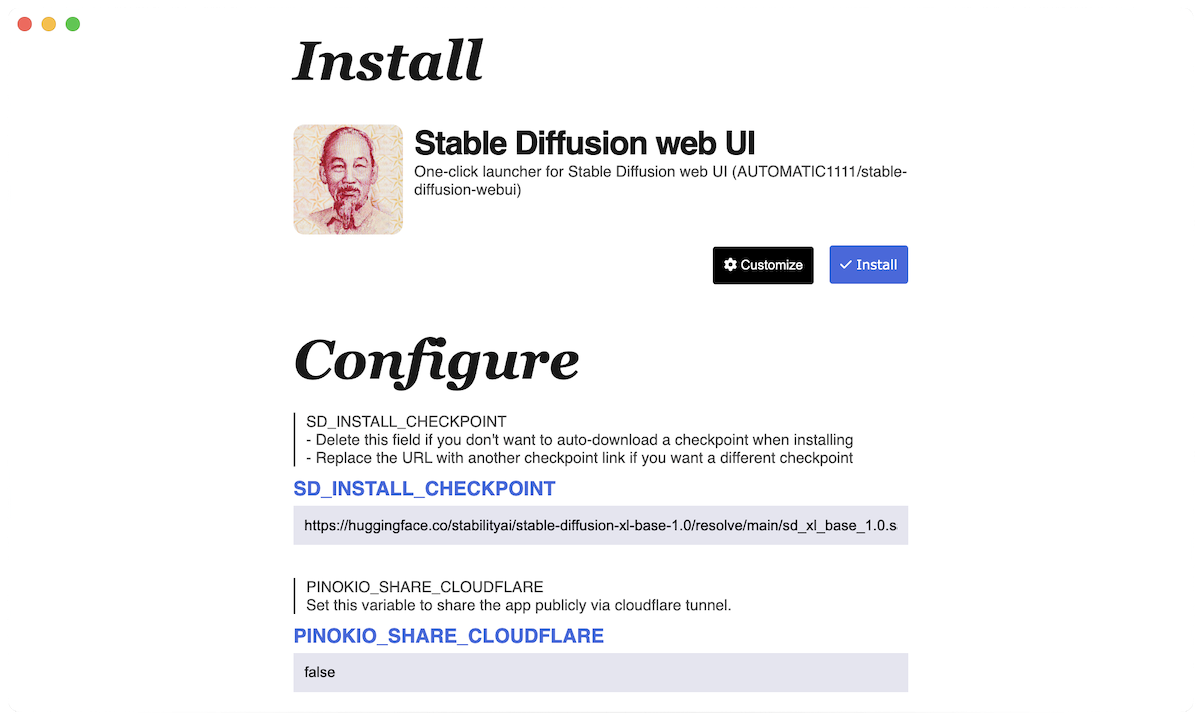 Install
Stable Diffusion web UI
One-click launcher for Stable Diffusion web UI (AUTOMATIC1111/stable-
diffusion-webui)
Customize
Install
Configure
SD_INSTALL_CHECKPOINT
- Delete this field if you don't want to auto-download a checkpoint when installing
- Replace the URL with another checkpoint link if you want a different checkpoint
SD_INSTALL_CHECKPOINT
https://huggingface.co/stabilityai/stable-diffusion-xl-base-1.0/resolve/main/sd_xl_base_1.0.s
PINOKIO_SHARE_CLOUDFLARE
Set this variable to share the app publicly via cloudflare tunnel.
PINOKIO_SHARE_CLOUDFLARE
false